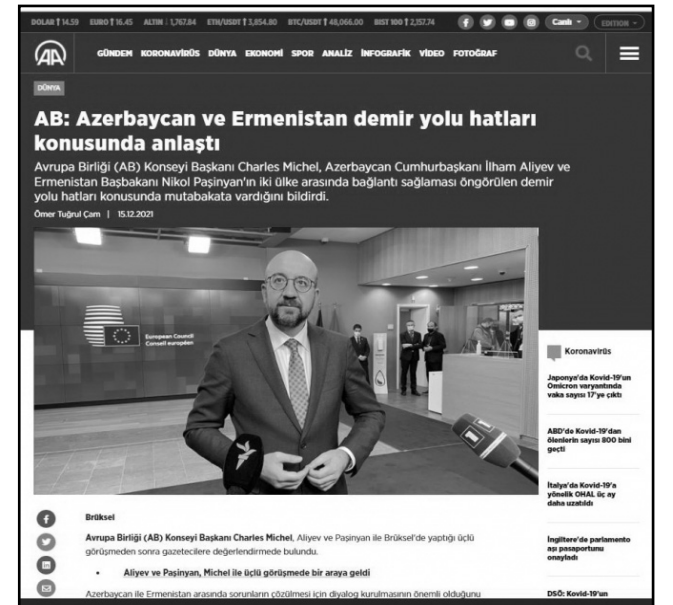 DOLAR ↑ 14.59 EURO ↑ 16.45 ALTIN ↓ 1,767.84 ETH/USDT ↑ 3,854.80 BTC/USDT ↑ 48,066.00 BIST 100 ↑ 2,157.74 Canlı EDITION
AA GÜNDEM KORONAVİRÜS DÜNYA EKONOMİ SPOR ANALİZ İNFOGRAFİK VİDEO FOTOĞRAF
DÜNYA
AB: Azerbaycan ve Ermenistan demir yolu hatları
konusunda anlaştı
Avrupa Birliği (AB) Konseyi Başkanı Charles Michel, Azerbaycan Cumhurbaşkanı İlham Aliyev ve
Ermenistan Başbakanı Nikol Paşinyan'ın iki ülke arasında bağlantı sağlaması öngörülen demir
yolu hatları konusunda mutabakata vardığını bildirdi.
Ömer Tuğrul Çam | 15.12.2021
European Council
Conseil européen
1
Koronavirüs
Japonya'da Kovid-19'un
Omicron varyantında
vaka sayısı 17'ye çıktı
ABD'de Kovid-19'dan
ölenlerin sayısı 800 bini
geçti
İtalya'da Kovid-19'a
yönelik OHAL üç ay
daha uzatıldı
İngiltere'de parlamento
aşı pasaportunu
onayladı
DSÖ: Kovid-19'un
Brüksel
Avrupa Birliği (AB) Konseyi Başkanı Charles Michel, Aliyev ve Paşinyan ile Brüksel'de yaptığı üçlü
görüşmeden sonra gazetecilere değerlendirmede bulundu.
• Aliyev ve Paşinyan, Michel ile üçlü görüşmede bir araya geldi
Azerbaycan ile Ermenistan arasında sorunların çözülmesi için diyalog kurulmasının önemli olduğunu